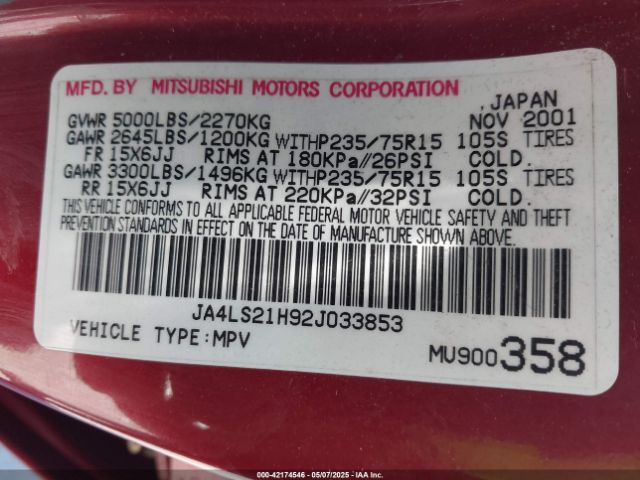 MFD. BY MITSUBISHI MOTORS CORPORATION
, JAPAN
GVWR 5000LBS/2270KG NOV 2001
GAWR 2645LBS/1200KG WITHP235/75R15 105S TIRES
FR 15X6JJ RIMS AT 180KPa//26PSI COLD.
GAWR 3300LBS/1496KG WITHP235/75R15 105S TIRES
RR 15X6JJ RIMS AT 220KPa//32PSI COLD.
THIS VEHICLE CONFORMS TO ALL APPLICABLE FEDERAL MOTOR VEHICLE SAFETY AND THEFT
PREVENTION STANDARDS IN EFFECT ON THE DATE OF MANUFACTURE SHOWN ABOVE.
JA4LS21H92J033853
VEHICLE TYPE:MPV
MU900358
000-42174546 - 05/07/2025 - IAA Inc.